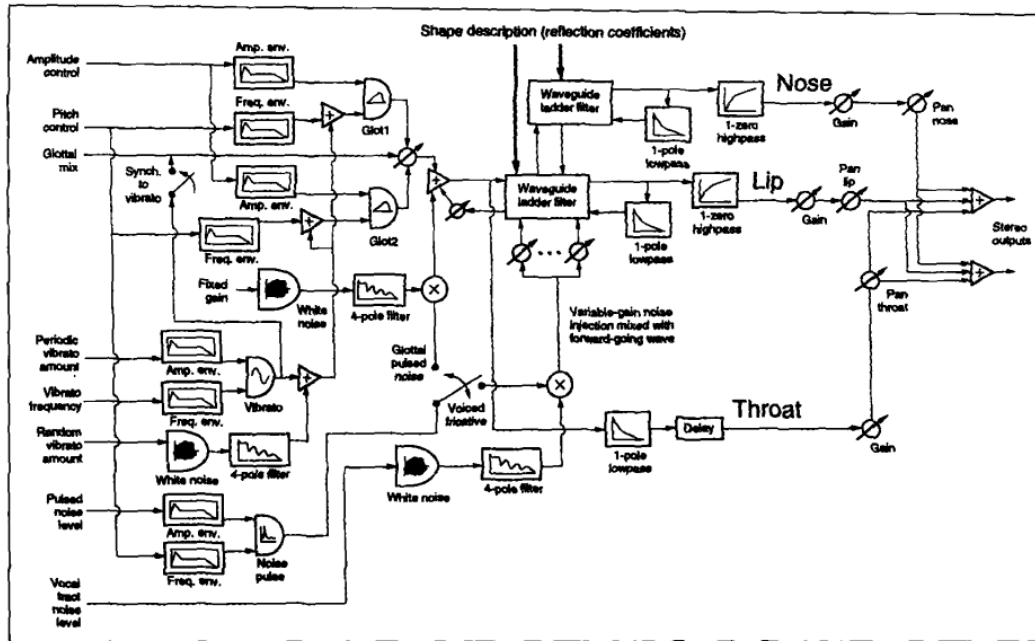 Shape description (reflection coefficients)
Amp. env.
Amplitude
control
Freq. env.
Glot1
Pitch
control
Glottal
mix
Synch.
to
vibrato
Amp. env.
Glot2
Freq. env.
Fixed
gain
White
noise
4-pole filter
Waveguide
ladder filter
1-pole
lowpass
1-zero
highpass
Nose
Gain
Pan
nose
Waveguide
ladder filter
1-pole
lowpass
1-zero
highpass
Lip
Gain
Pan
lip
Stereo
outputs
Pan
throat
Variable-gain noise
injection mixed with
forward-going wave
Glottal
pulsed
noise
Voiced
fricative
Periodic
vibrato
amount
Amp. env.
Vibrato
Vibrato
frequency
Freq. env.
Random
vibrato
amount
White noise
4-pole filter
Throat
1-pole
lowpass
Delay
Gain
White noise
4-pole filter
Pulsed
noise
level
Amp. env.
Noise
pulse
Freq. env.
Vocal
tract
noise
level